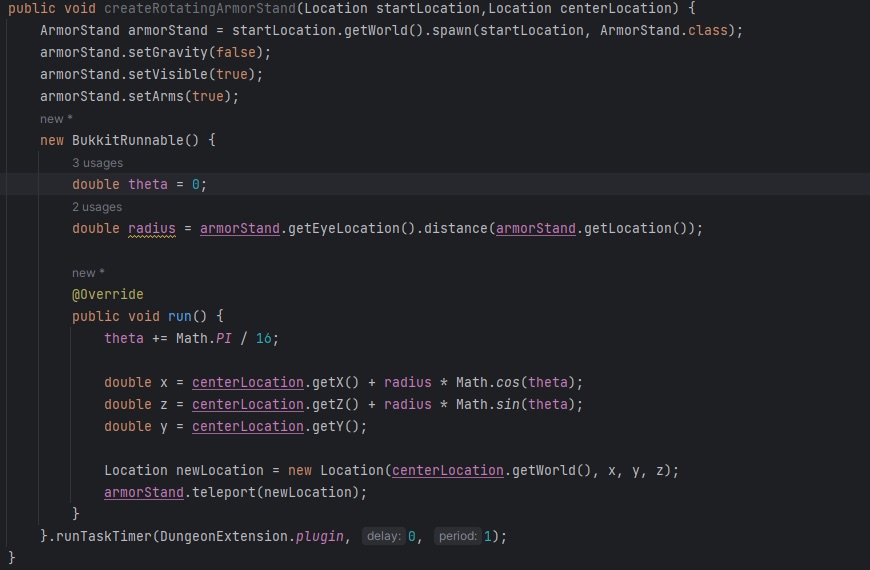 public void createRotatingArmorStand(Location startLocation,Location centerLocation) {
ArmorStand armorStand = startLocation.getWorld().spawn(startLocation, ArmorStand.class);
armorStand.setGravity(false);
armorStand.setVisible(true);
armorStand.setArms(true);
new *
new BukkitRunnable() {
3 usages
double theta = 0;
2 usages
double radius = armorStand.getEyeLocation().distance(armorStand.getLocation());
new *
@Override
public void run() {
theta += Math.PI / 16;
double x = centerLocation.getX() + radius * Math.cos(theta);
double z = centerLocation.getZ() + radius * Math.sin(theta);
double y = centerLocation.getY();
Location newLocation = new Location(centerLocation.getWorld(), x, y, z);
armorStand.teleport(newLocation);
}
}.runTaskTimer(DungeonExtension.plugin, delay: 0, period: 1);
}